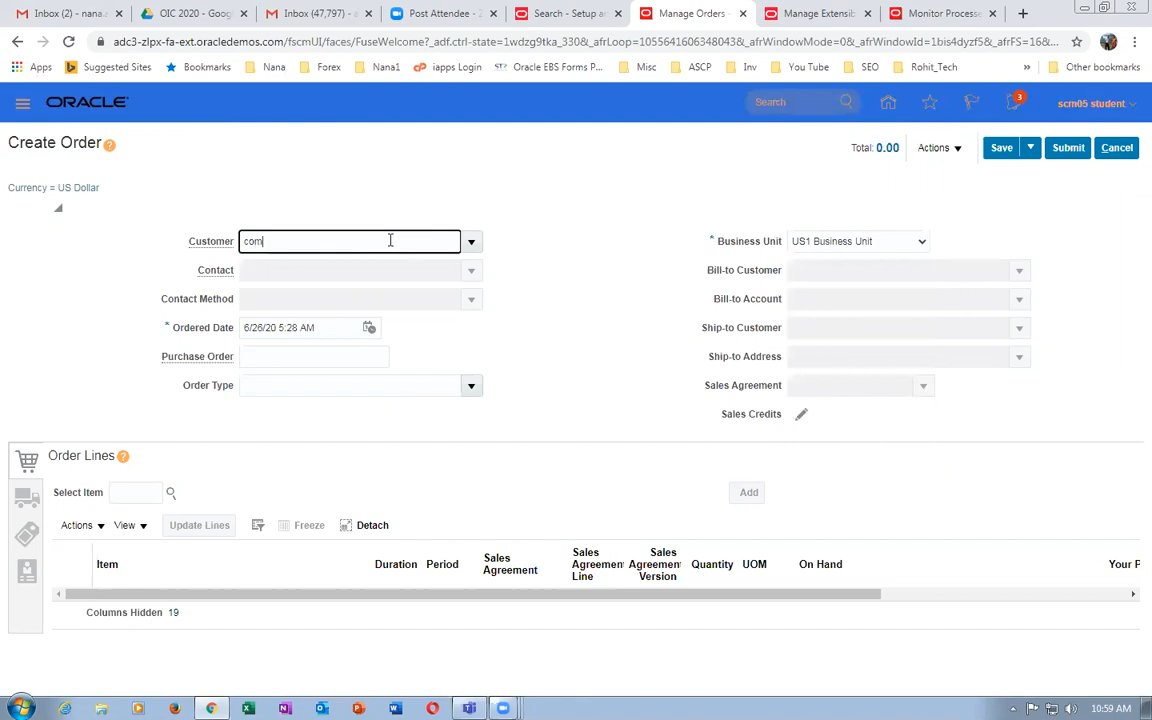 Inbox (2) - nana.a
OIC 2020 - Goog
Inbox (47,797) - a
Post Attendee - Z
Search - Setup an
Manage Orders -
Manage Extensib
Monitor Processe
adc3-zlpx-fa-ext.oracledemos.com/fscmUI/faces/FuseWelcome?_adf.ctrl-state=1wdzg9tka_330&_afrLoop=10556416063480438&_afrWindowMode=0&_afrWindowId=1bis4dyzf5&_afrFS=16&...
Apps Suggested Sites Bookmarks Nana Forex Nana1 iapps Login Oracle EBS Forms P... Misc ASCP Inv You Tube SEO Rohit_Tech » Other bookmarks
ORACLE Search 3 scm05 student
Create Order ? Total: 0.00 Actions Save Submit Cancel
Currency = US Dollar
Customer com * Business Unit US1 Business Unit
Contact Bill-to Customer
Contact Method Bill-to Account
* Ordered Date 6/26/20 5:28 AM Ship-to Customer
Purchase Order Ship-to Address
Order Type Sales Agreement
Sales Credits
Order Lines ?
Select Item Add
Actions View Update Lines Freeze Detach
Item Duration Period Sales Agreement Sales Agreement Line Sales Agreement Version Quantity UOM On Hand Your P
Columns Hidden 19
10:59 AM